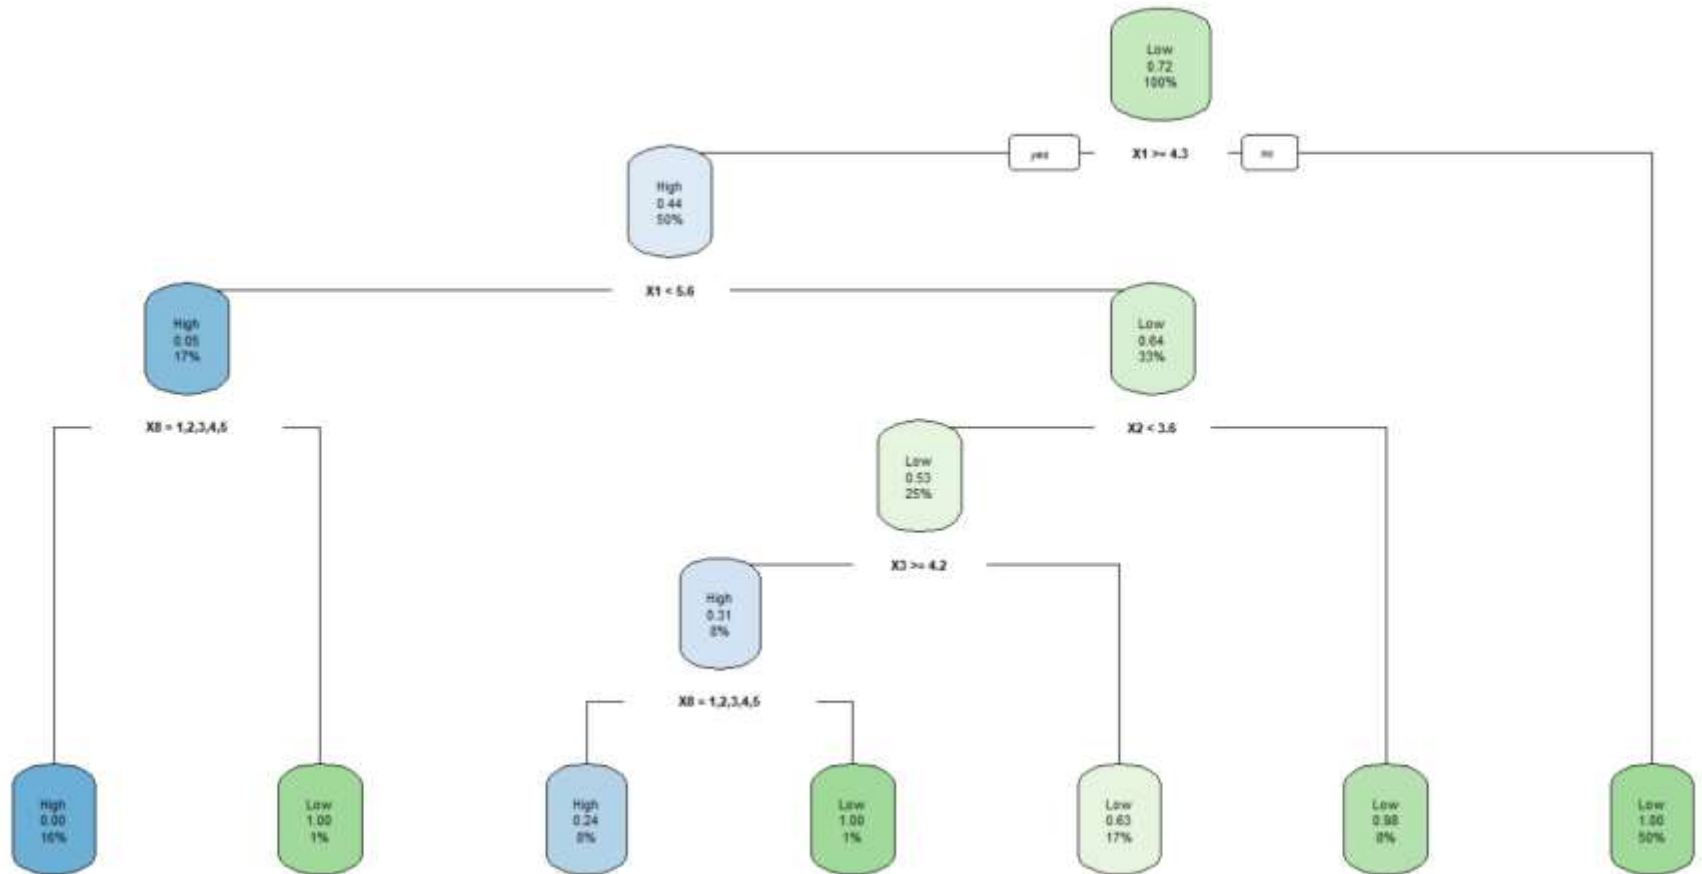 Low
0.72
100%
yes
X1 >= 4.3
no
High
0.44
50%
X1 < 5.6
High
0.05
17%
Low
0.64
33%
X8 = 1,2,3,4,5
X2 < 3.6
Low
0.53
25%
X3 >= 4.2
High
0.31
8%
X8 = 1,2,3,4,5
High
0.00
16%
Low
1.00
1%
High
0.24
8%
Low
1.00
1%
Low
0.63
17%
Low
0.98
8%
Low
1.00
50%